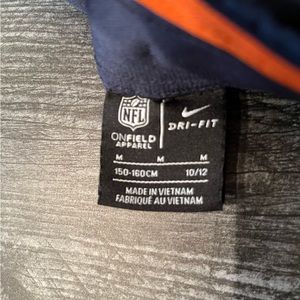 NFL
ONFIELD
APPAREL
DRI-FIT
M M M
150-160CM 10/12
MADE IN VIETNAM
FABRIQUÉ AU VIETNAM